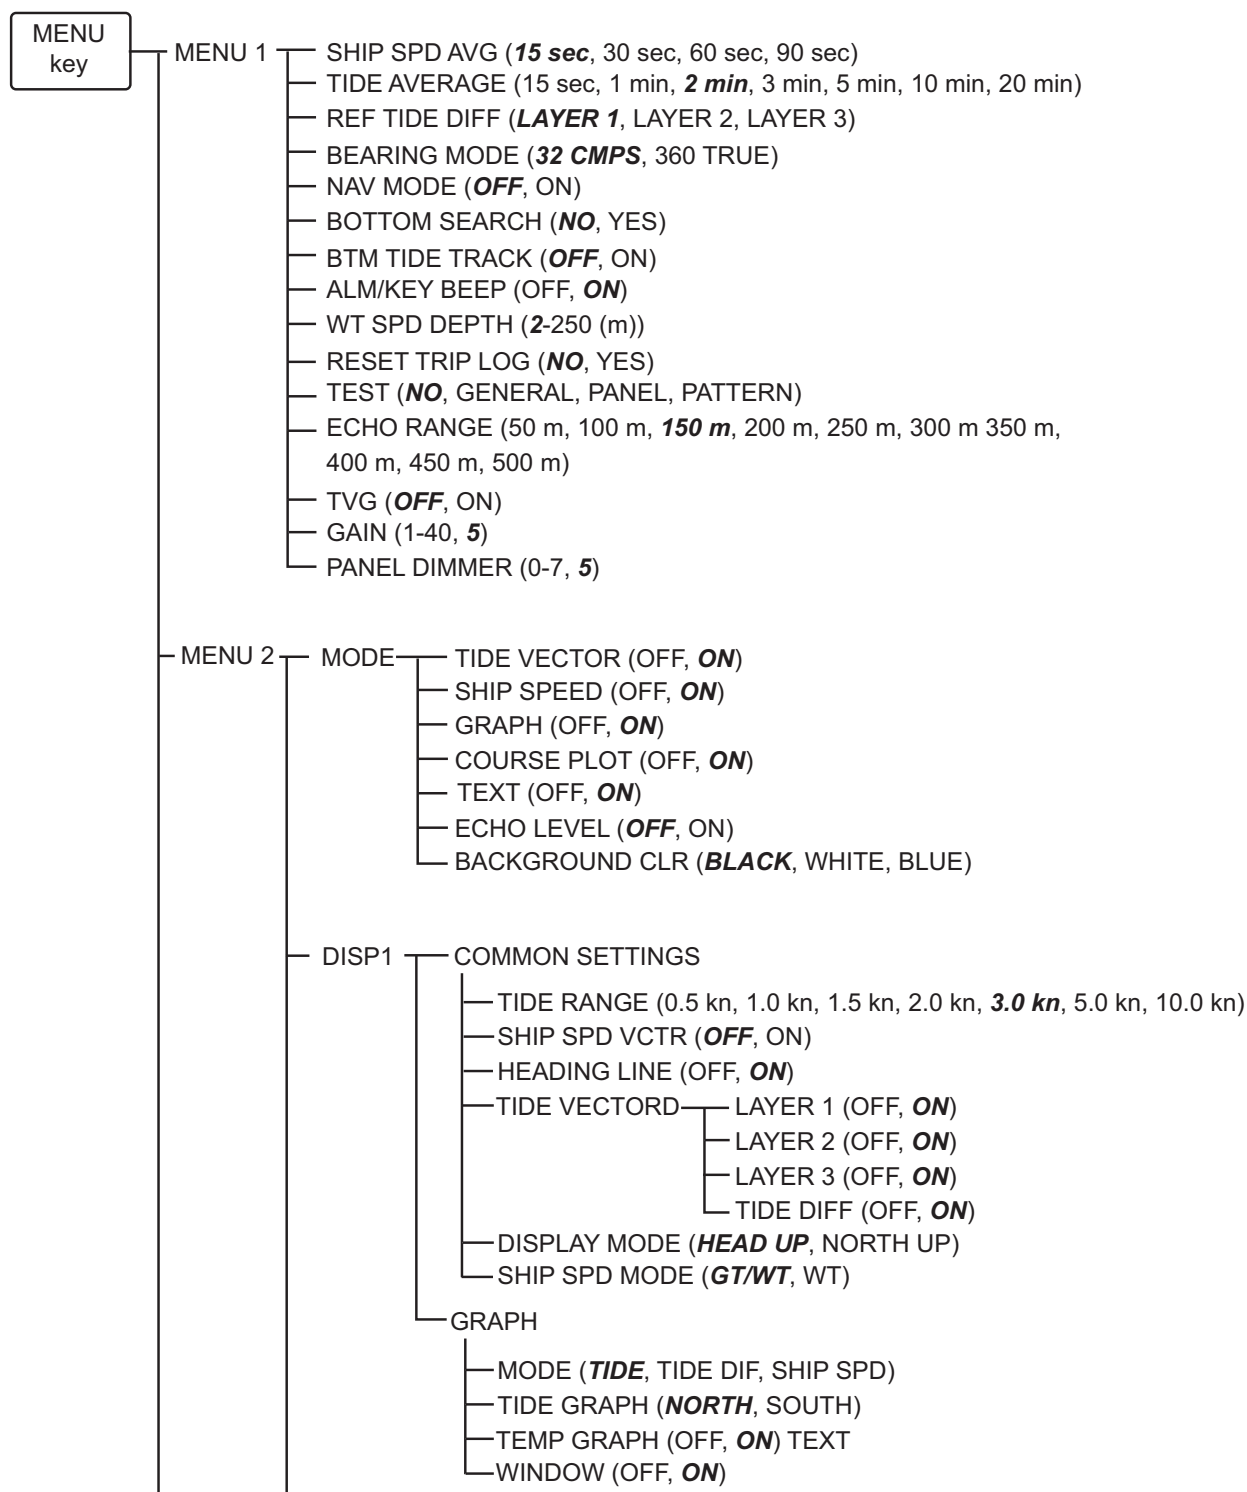 MENU
key
MENU 1
SHIP SPD AVG (15 sec, 30 sec, 60 sec, 90 sec)
TIDE AVERAGE (15 sec, 1 min, 2 min, 3 min, 5 min, 10 min, 20 min)
REF TIDE DIFF (LAYER 1, LAYER 2, LAYER 3)
BEARING MODE (32 CMPS, 360 TRUE)
NAV MODE (OFF, ON)
BOTTOM SEARCH (NO, YES)
BTM TIDE TRACK (OFF, ON)
ALM/KEY BEEP (OFF, ON)
WT SPD DEPTH (2-250 (m))
RESET TRIP LOG (NO, YES)
TEST (NO, GENERAL, PANEL, PATTERN)
ECHO RANGE (50 m, 100 m, 150 m, 200 m, 250 m, 300 m 350 m,
400 m, 450 m, 500 m)
TVG (OFF, ON)
GAIN (1-40, 5)
PANEL DIMMER (0-7, 5)
MENU 2
MODE
TIDE VECTOR (OFF, ON)
SHIP SPEED (OFF, ON)
GRAPH (OFF, ON)
COURSE PLOT (OFF, ON)
TEXT (OFF, ON)
ECHO LEVEL (OFF, ON)
BACKGROUND CLR (BLACK, WHITE, BLUE)
DISP1
COMMON SETTINGS
TIDE RANGE (0.5 kn, 1.0 kn, 1.5 kn, 2.0 kn, 3.0 kn, 5.0 kn, 10.0 kn)
SHIP SPD VCTR (OFF, ON)
HEADING LINE (OFF, ON)
TIDE VECTORD
LAYER 1 (OFF, ON)
LAYER 2 (OFF, ON)
LAYER 3 (OFF, ON)
TIDE DIFF (OFF, ON)
DISPLAY MODE (HEAD UP, NORTH UP)
SHIP SPD MODE (GT/WT, WT)
GRAPH
MODE (TIDE, TIDE DIF, SHIP SPD)
TIDE GRAPH (NORTH, SOUTH)
TEMP GRAPH (OFF, ON) TEXT
WINDOW (OFF, ON)